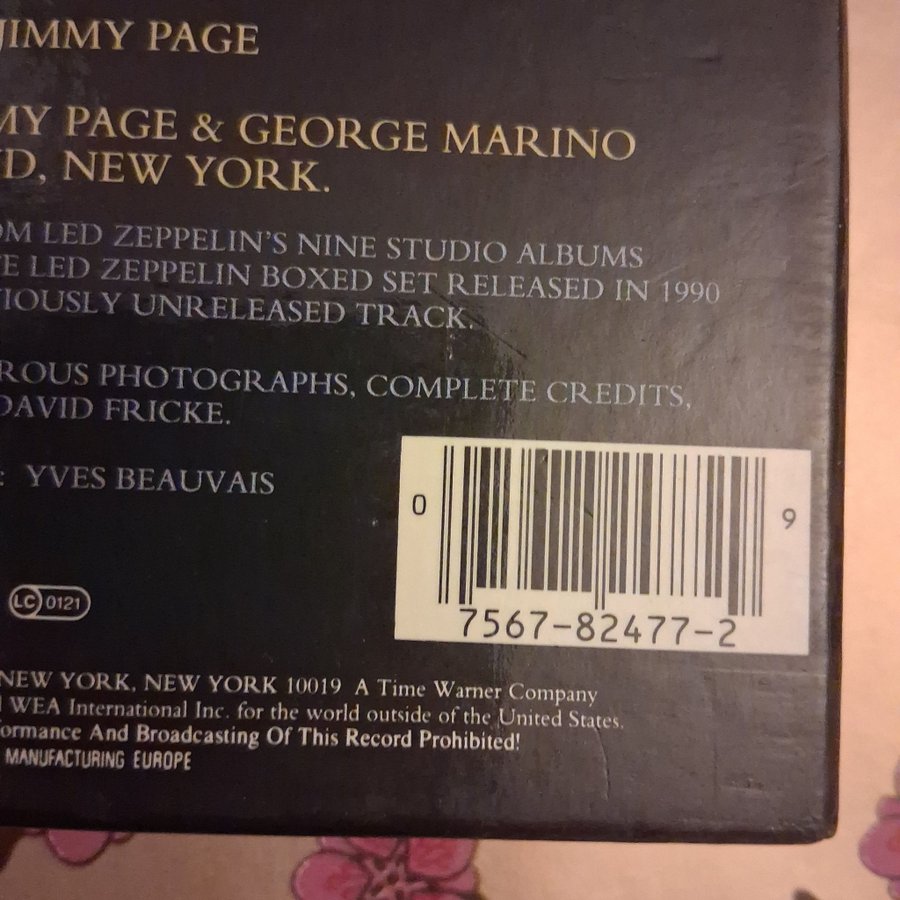 JIMMY PAGE
MY PAGE & GEORGE MARINO
D, NEW YORK.
OM LED ZEPPELIN'S NINE STUDIO ALBUMS
E LED ZEPPELIN BOXED SET RELEASED IN 1990
IOUSLY UNRELEASED TRACK.
ROUS PHOTOGRAPHS, COMPLETE CREDITS,
DAVID FRICKE.
: YVES BEAUVAIS
0 9
7567-82477-2
LC 0121
NEW YORK, NEW YORK 10019 A Time Warner Company
WEA International Inc. for the world outside of the United States.
ormance And Broadcasting Of This Record Prohibited!
MANUFACTURING EUROPE